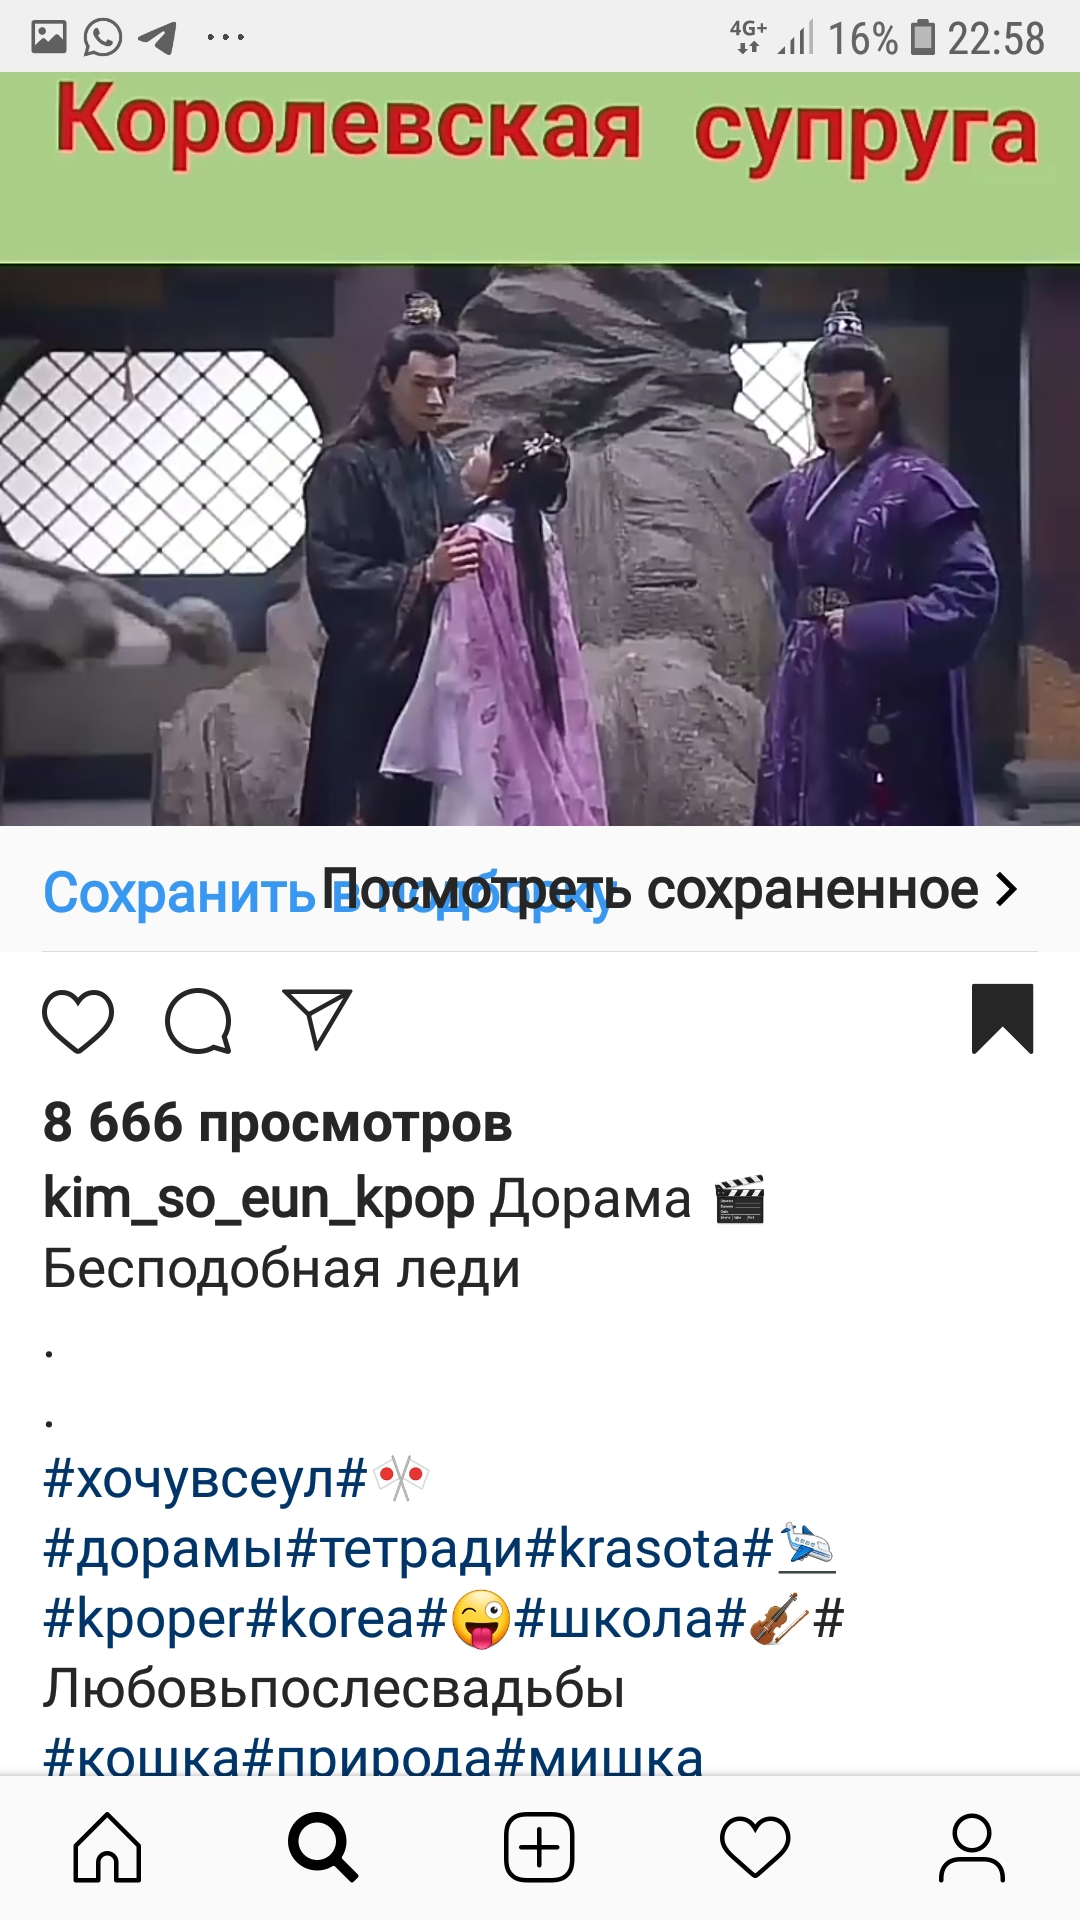 4G+ 16% 22:58
Королевская супруга
Сохранить в подборку Посмотреть сохраненное
8 666 просмотров
kim_so_eun_kpop Дорама 🎬
Бесподобная леди
.
.
#хочувсеул#🎌
#дорамы#тетради#krasota#🛬
#kpoper#korea#😜#школа#🎻#
Любовьпослесвадьбы
#кошка#природа#мишка